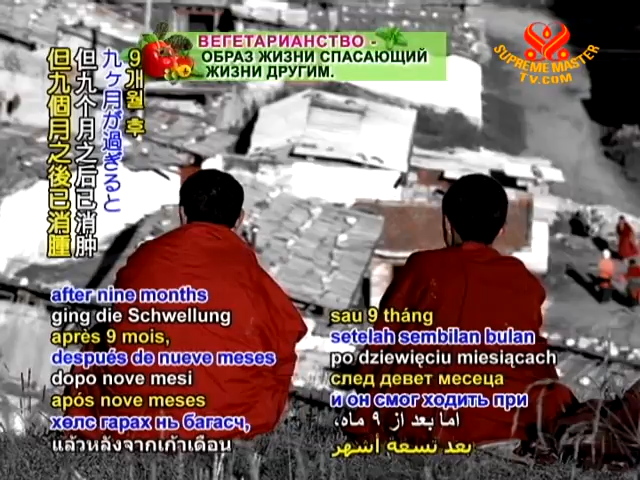 ВЕГЕТАРИАНСТВО -
ОБРАЗ ЖИЗНИ СПАСАЮЩИЙ
ЖИЗНИ ДРУГИМ.
SUPREME MASTER
TV.COM
9개월 후
九ヶ月が過ぎると
但九个月之后已消肿
但九個月之後已消腫
after nine months
ging die Schwellung
après 9 mois,
después de nueve meses
dopo nove mesi
após nove meses
хөлс гарах нь багасч,
แล้วหลังจากเก้าเดือน
sau 9 tháng
setelah sembilan bulan
po dziewięciu miesiącach
след девет месеца
и он смог ходить при
اما بعد از ۹ ماه،
بعد تسعة أشهر